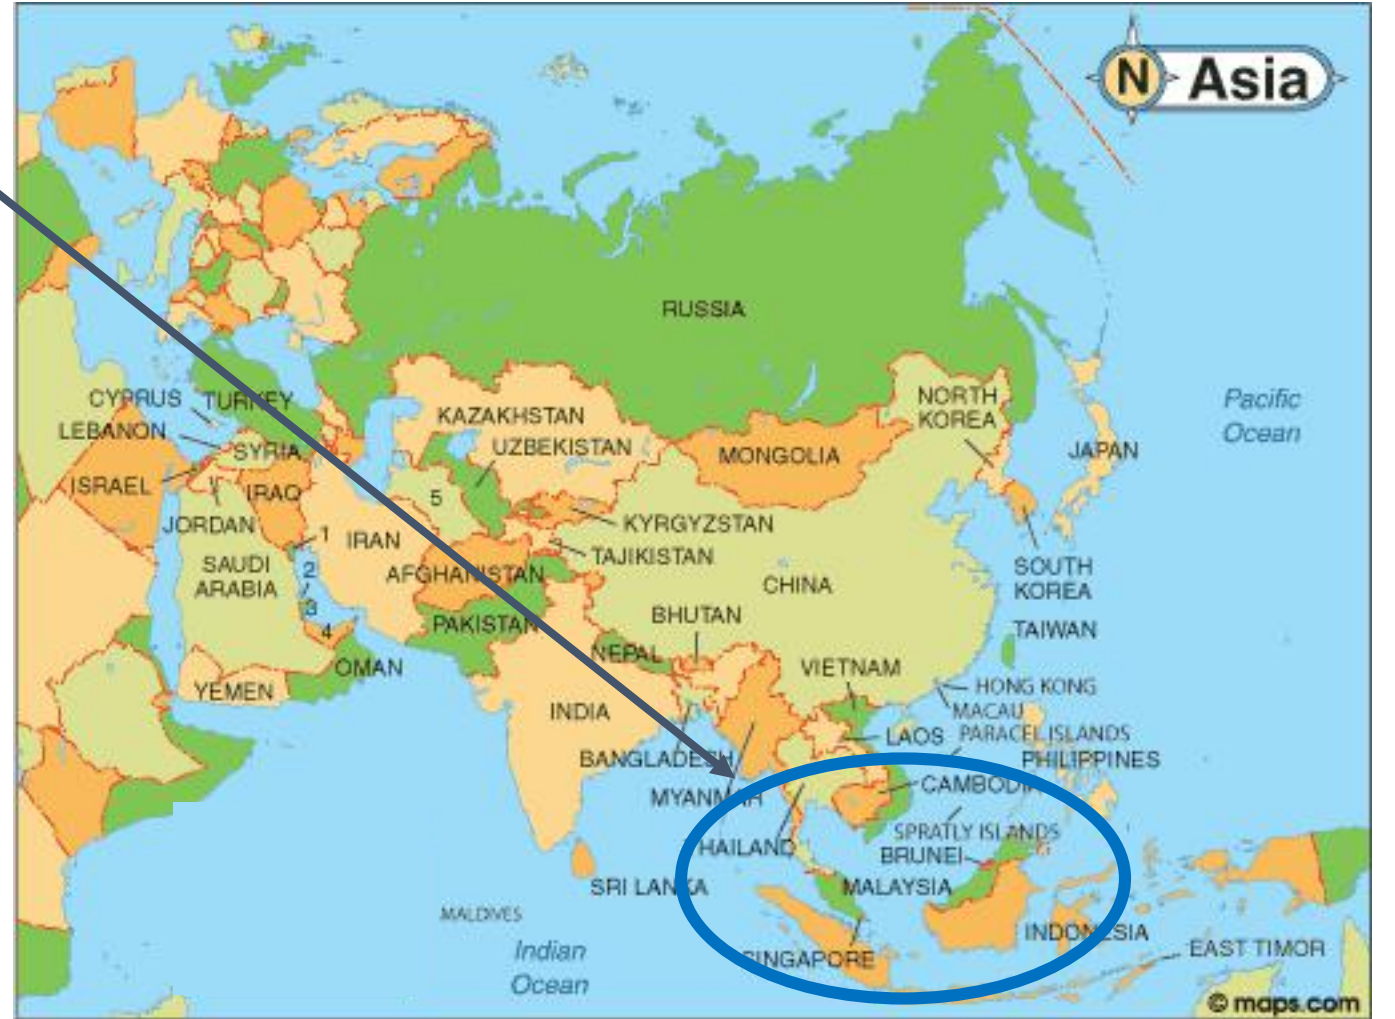 N Asia
RUSSIA
CYPRUS
TURKEY
LEBANON
SYRIA
ISRAEL
IRAQ
JORDAN
KAZAKHSTAN
UZBEKISTAN
MONGOLIA
NORTH
KOREA
JAPAN
Pacific
Ocean
5
1
IRAN
KYRGYZSTAN
TAJIKISTAN
SAUDI
ARABIA
2
3
4
AFGHANISTAN
CHINA
SOUTH
KOREA
PAKISTAN
BHUTAN
TAIWAN
NEPAL
OMAN
YEMEN
VIETNAM
HONG KONG
MACAU
INDIA
LAOS
PARACEL ISLANDS
PHILIPPINES
BANGLADESH
MYANMAR
CAMBODIA
THAILAND
SPRATLY ISLANDS
BRUNEI
SRI LANKA
MALAYSIA
MALDIVES
INDONESIA
Indian
Ocean
SINGAPORE
EAST TIMOR
© maps.com